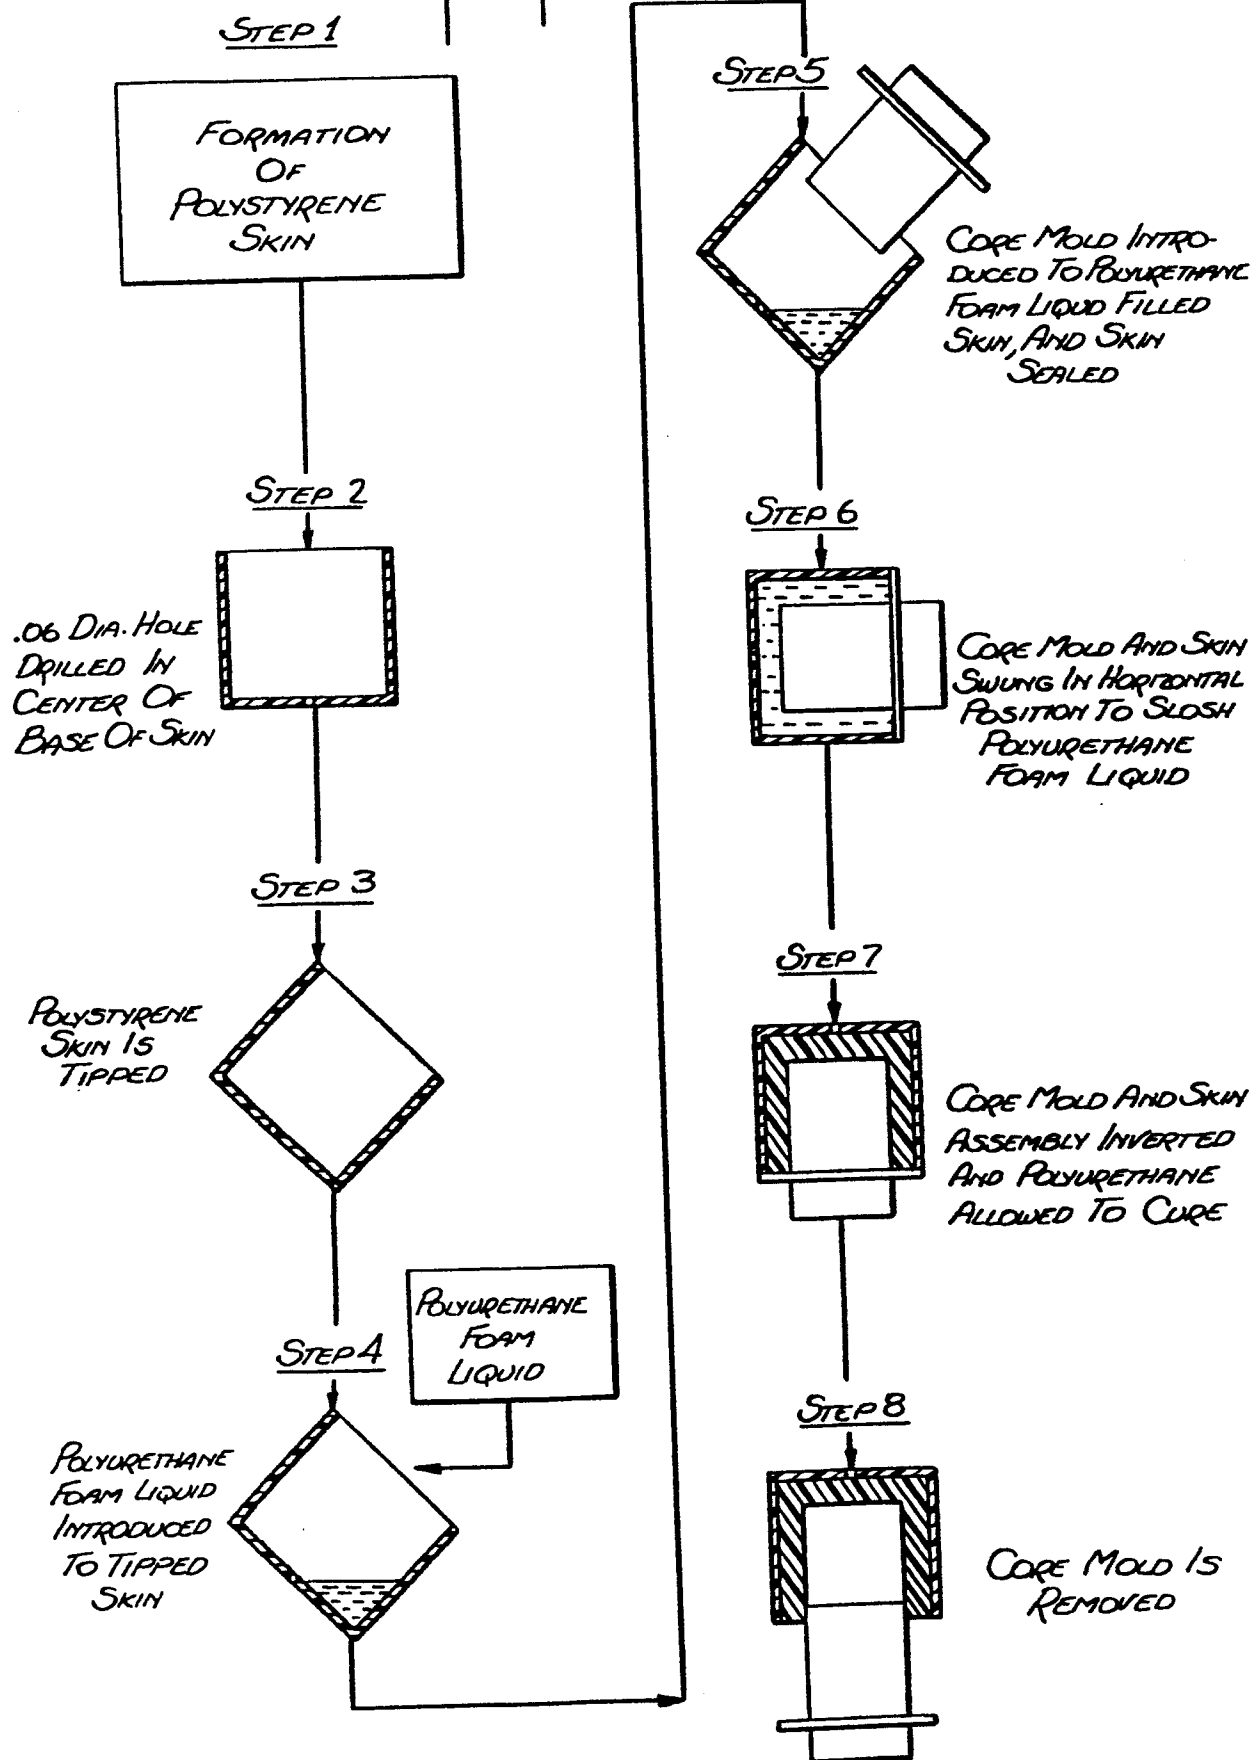 STEP 1
FORMATION
OF
POLYSTYRENE
SKIN
STEP 2
.06 DIA. HOLE
DRILLED IN
CENTER OF
BASE OF SKIN
STEP 3
POLYSTYRENE
SKIN IS
TIPPED
STEP 4
POLYURETHANE
FOAM
LIQUID
POLYURETHANE
FOAM LIQUID
INTRODUCED
TO TIPPED
SKIN
STEP 5
CORE MOLD INTRO-
DUCED TO POLYURETHANE
FOAM LIQUD FILLED
SKIN, AND SKIN
SEALED
STEP 6
CORE MOLD AND SKIN
SWUNG IN HORIZONTAL
POSITION TO SLOSH
POLYURETHANE
FOAM LIQUID
STEP 7
CORE MOLD AND SKIN
ASSEMBLY INVERTED
AND POLYURETHANE
ALLOWED TO CURE
STEP 8
CORE MOLD IS
REMOVED